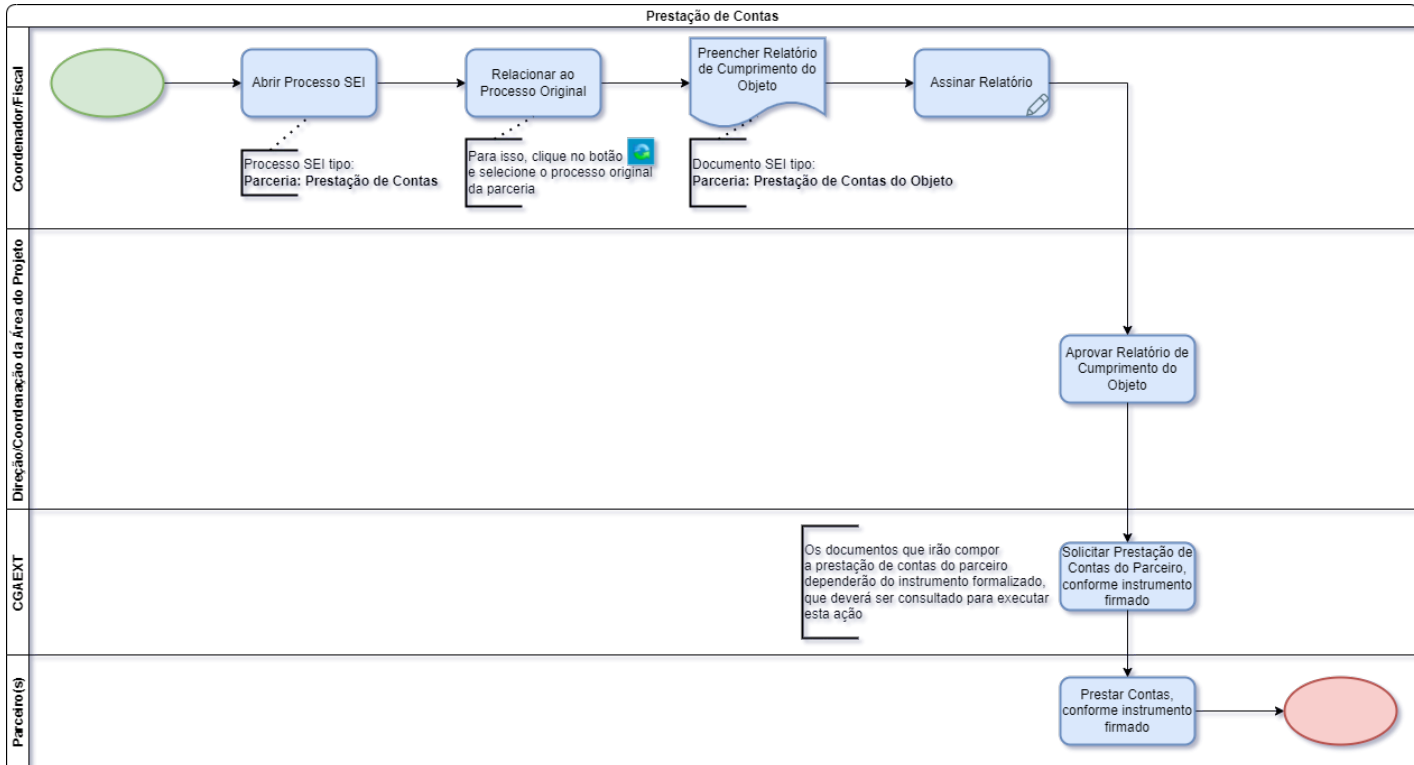 Prestação de Contas
Coordenador/Fiscal
Abrir Processo SEI
Relacionar ao
Processo Original
Preencher Relatório
de Cumprimento do
Objeto
Assinar Relatório
Processo SEI tipo:
Parceria: Prestação de Contas
Para isso, clique no botão
e selecione o processo original
da parceria
Documento SEI tipo:
Parceria: Prestação de Contas do Objeto
Direção/Coordenação da Área do Projeto
Aprovar Relatório de
Cumprimento do
Objeto
CGAEXT
Os documentos que irão compor
a prestação de contas do parceiro
dependerão do instrumento formalizado,
que deverá ser consultado para executar
esta ação
Solicitar Prestação de
Contas do Parceiro,
conforme instrumento
firmado
Parceiro(s)
Prestar Contas,
conforme instrumento
firmado